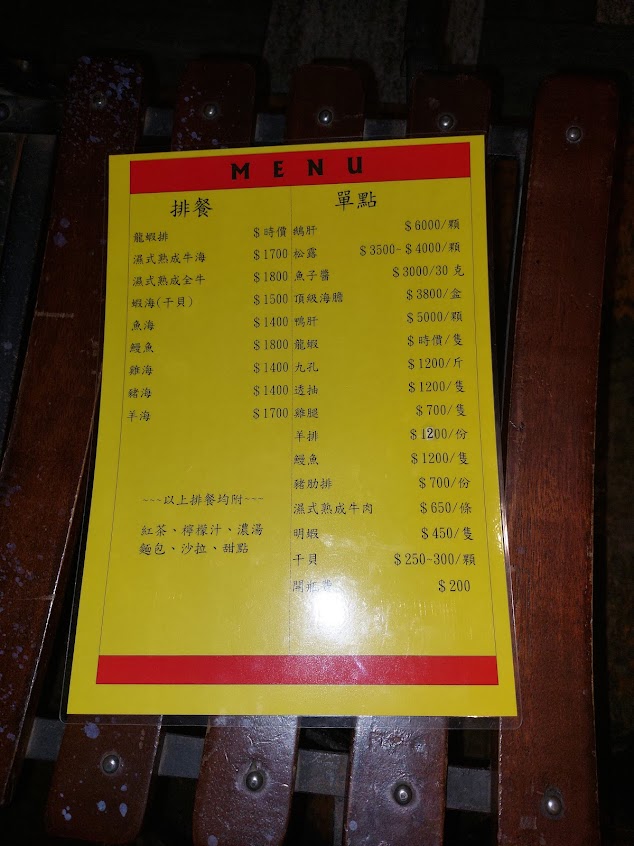 MENU
排餐
龍蝦排 $時價
濕式熟成牛海 $1700
濕式熟成全牛 $1800
蝦海(干貝) $1500
魚海 $1400
鰻魚 $1800
雞海 $1400
豬海 $1400
羊海 $1700
~~~以上排餐均附~~~
紅茶、檸檬汁、濃湯
麵包、沙拉、甜點
單點
鵝肝 $6000/顆
松露 $3500~$4000/顆
魚子醬 $3000/30克
頂級海膽 $3800/盒
鴨肝 $5000/顆
龍蝦 $時價/隻
九孔 $1200/斤
透抽 $1200/隻
雞腿 $700/隻
羊排 $1200/份
鰻魚 $1200/隻
豬肋排 $700/份
濕式熟成牛肉 $650/條
明蝦 $450/隻
干貝 $250~300/顆
開瓶費 $200